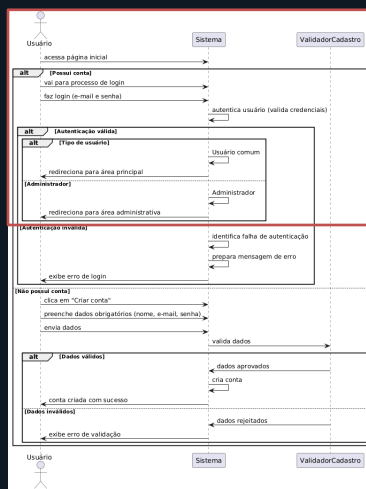 Usuário
Sistema
ValidadorCadastro
acessa página inicial
alt [Possui conta]
vai para processo de login
faz login (e-mail e senha)
autentica usuário (valida credenciais)
alt [Autenticação válida]
alt [Tipo de usuário]
Usuário comum
redireciona para área principal
[Administrador]
Administrador
redireciona para área administrativa
[Autenticação inválida]
identifica falha de autenticação
prepara mensagem de erro
exibe erro de login
[Não possui conta]
clica em "Criar conta"
preenche dados obrigatórios (nome, e-mail, senha)
envia dados
valida dados
alt [Dados válidos]
dados aprovados
cria conta
conta criada com sucesso
[Dados inválidos]
dados rejeitados
exibe erro de validação
Usuário
Sistema
ValidadorCadastro